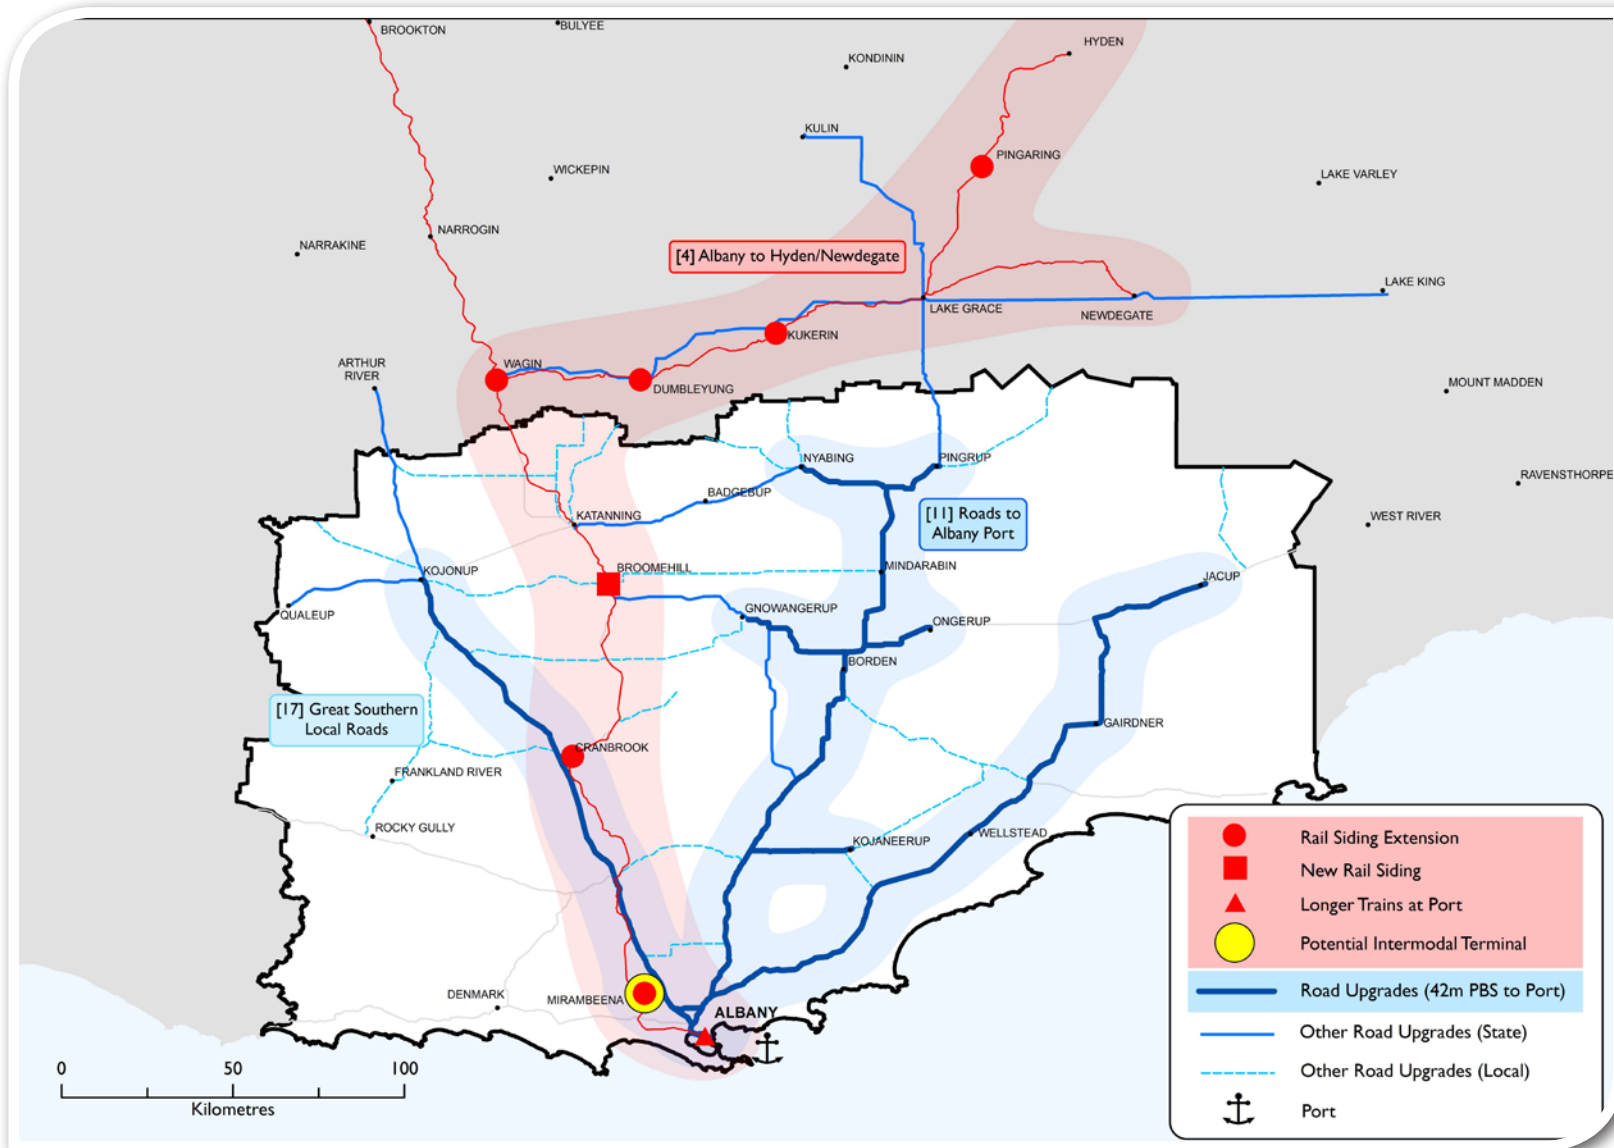 BROOKTON
BULYEE
KONDININ
HYDEN
KULIN
PINGARING
WICKEPIN
LAKE VARLEY
NARROGIN
NARRAKINE
[4] Albany to Hyden/Newdegate
LAKE KING
LAKE GRACE
NEWDEGATE
KUKERIN
ARTHUR
RIVER
WAGIN
DUMBLEYUNG
MOUNT MADDEN
NYABING
PINGRUP
RAVENSTHORPE
BADGEBUP
KATANNING
[11] Roads to
Albany Port
WEST RIVER
KOJONUP
BROOMEHILL
MINDARABIN
JACUP
QUALEUP
GNOWANGERUP
ONGERUP
BORDEN
[17] Great Southern
Local Roads
GAIRDNER
CRANBROOK
FRANKLAND RIVER
ROCKY GULLY
KOJANEERUP
WELLSTEAD
DENMARK
MIRAMBEENA
ALBANY
0 50 100
Kilometres
Rail Siding Extension
New Rail Siding
Longer Trains at Port
Potential Intermodal Terminal
Road Upgrades (42m PBS to Port)
Other Road Upgrades (State)
Other Road Upgrades (Local)
Port